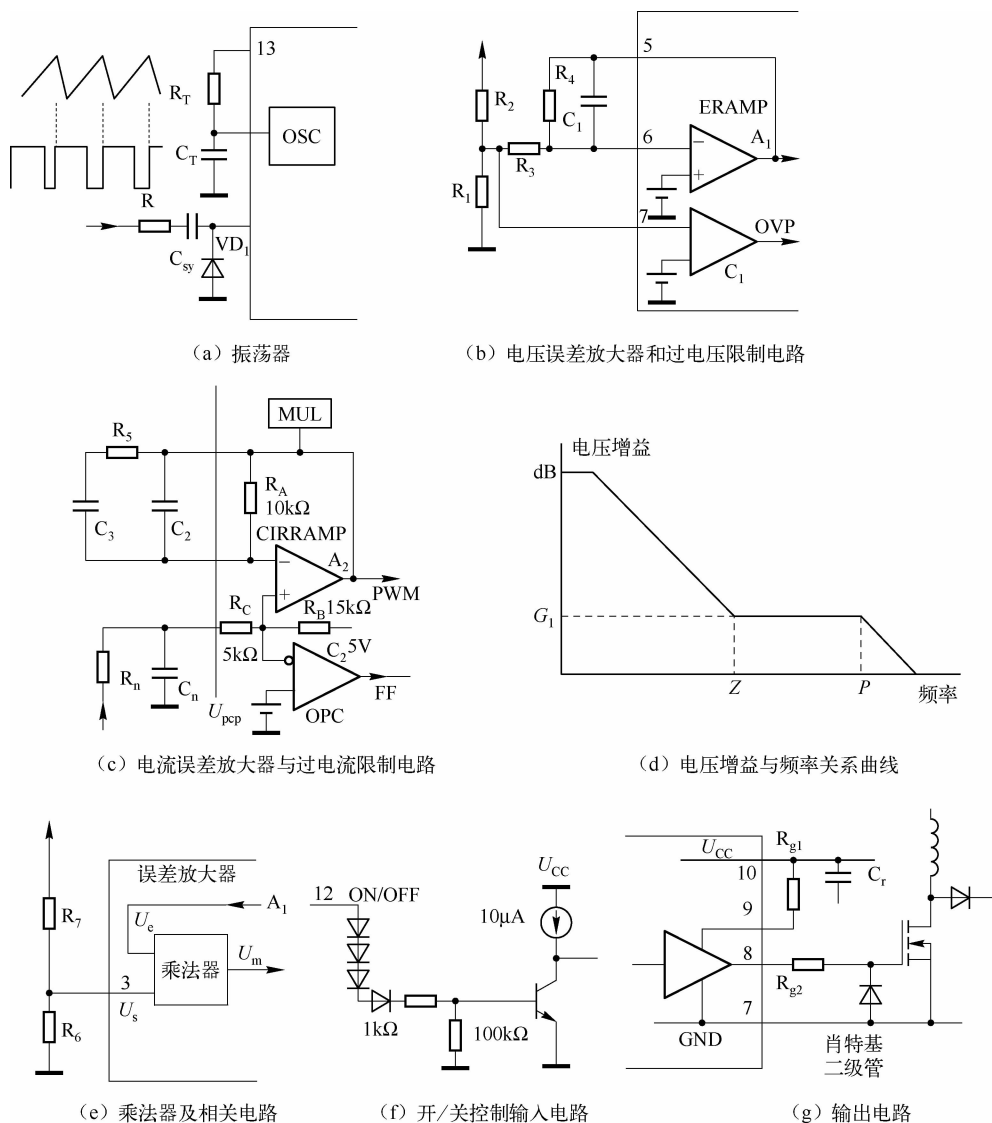 13
R_T
OSC
C_T
R
C_sy
VD_1
(a) 振荡器
5
R_4
R_2
C_1
ERAMP
6
A_1
−
+
R_3
R_1
7
OVP
C_1
(b) 电压误差放大器和过电压限制电路
MUL
R_5
R_A
10kΩ
C_3
C_2
CIRRAMP
−
A_2
+
PWM
R_C
R_B 15kΩ
5kΩ
C_2 5V
R_n
C_n
FF
U_pcp
OPC
(c) 电流误差放大器与过电流限制电路
电压增益
dB
G_1
Z
P
频率
(d) 电压增益与频率关系曲线
误差放大器
R_7
A_1
U_e
乘法器
U_m
3
U_s
R_6
(e) 乘法器及相关电路
12 ON/OFF
U_CC
10μA
1kΩ
100kΩ
(f) 开/关控制输入电路
R_g1
U_CC
10
C_r
9
8
R_g2
7
GND
肖特基
二级管
(g) 输出电路